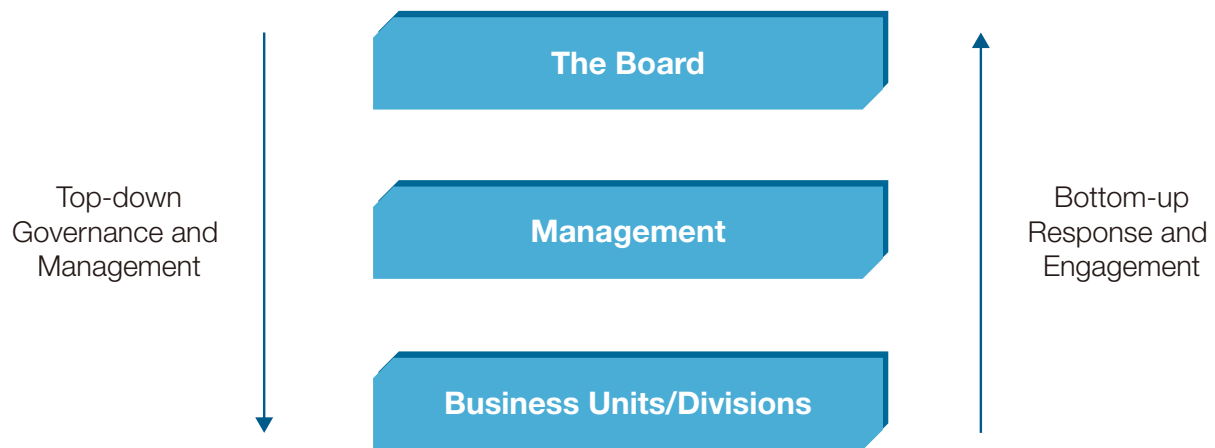 The Board
Top-down
Governance and
Management
Management
Bottom-up
Response and
Engagement
Business Units/Divisions